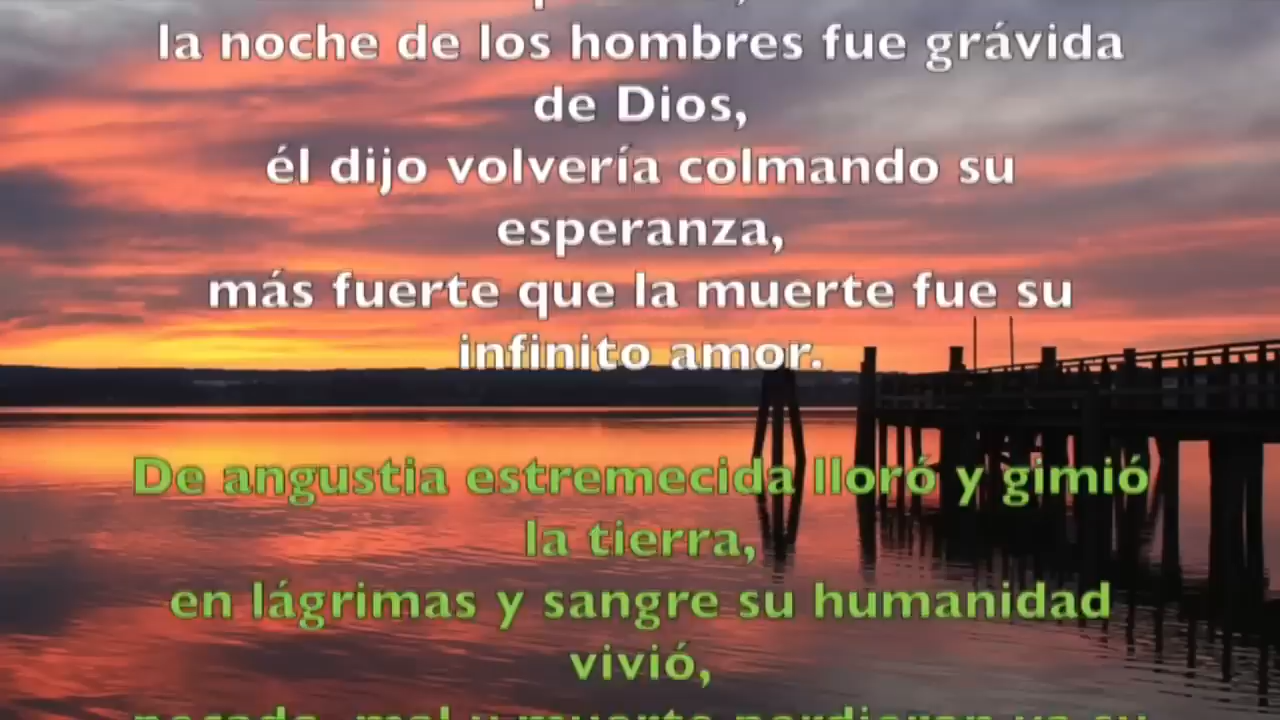 la noche de los hombres fue grávida
de Dios,
él dijo volvería colmando su
esperanza,
más fuerte que la muerte fue su
infinito amor.
De angustia estremecida lloró y gimió
la tierra,
en lágrimas y sangre su humanidad
vivió,